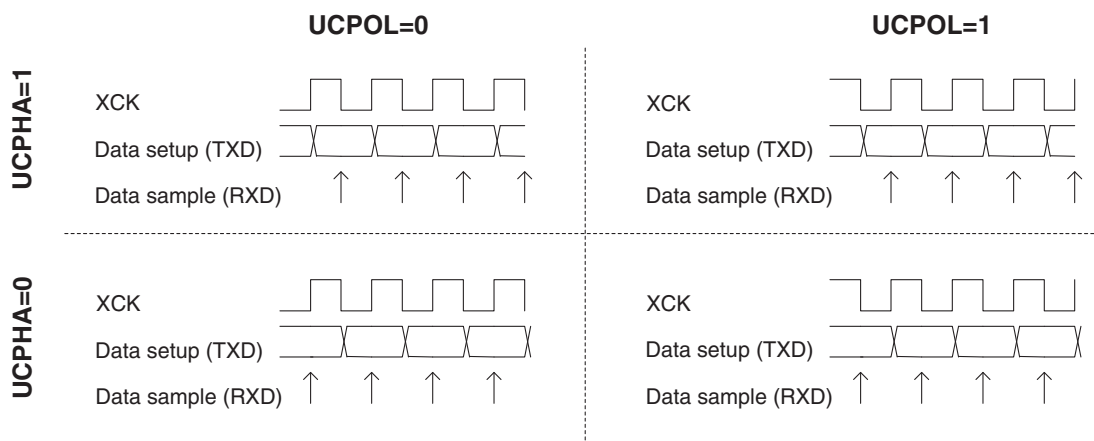 UCPOL=0
UCPOL=1
UCPHA=1
XCK
Data setup (TXD)
Data sample (RXD)
XCK
Data setup (TXD)
Data sample (RXD)
UCPHA=0
XCK
Data setup (TXD)
Data sample (RXD)
XCK
Data setup (TXD)
Data sample (RXD)